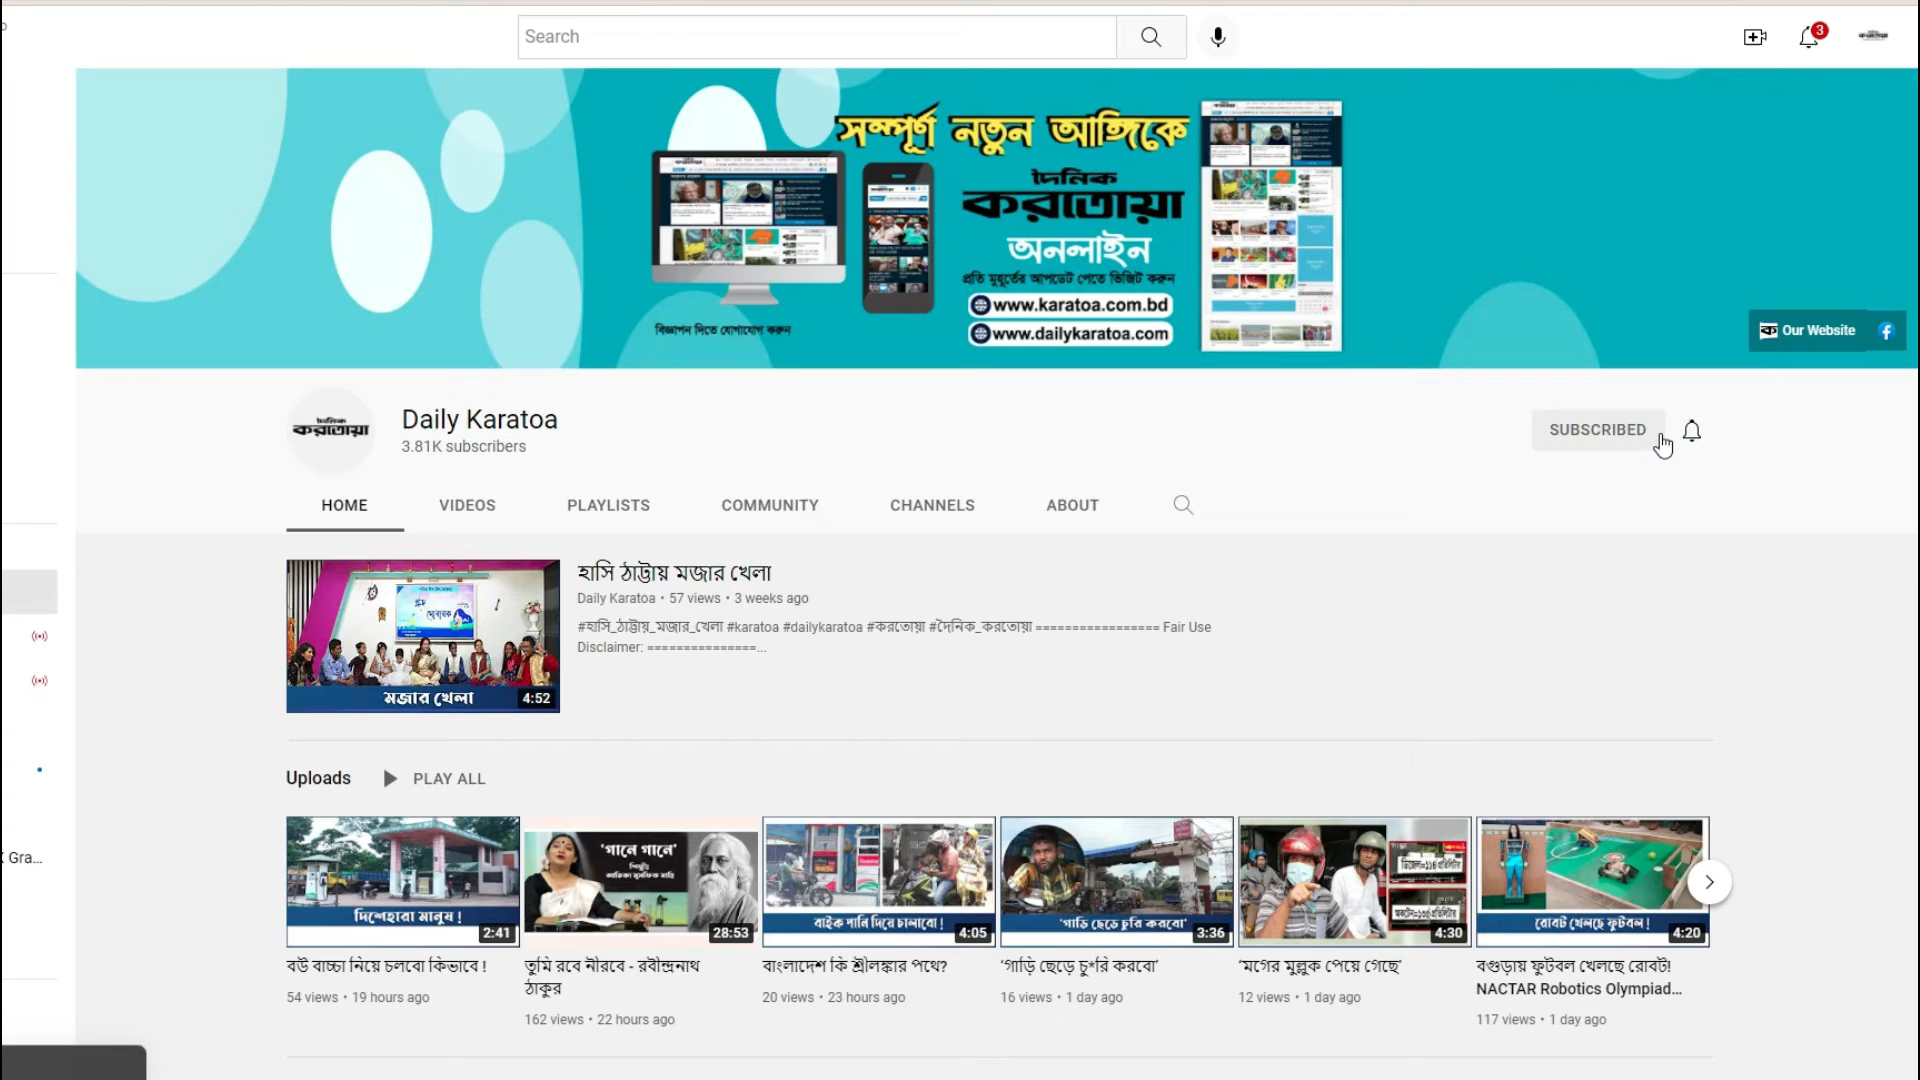 Search
3
সম্পূর্ণ নতুন আঙ্গিকে
দৈনিক
করতোয়া
অনলাইন
প্রতি মুহূর্তের আপডেট পেতে ভিজিট করুন
www.karatoa.com.bd
www.dailykaratoa.com
বিজ্ঞাপন দিতে যোগাযোগ করুন
Our Website
দৈনিক
করতোয়া
Daily Karatoa
3.81K subscribers
SUBSCRIBED
HOME VIDEOS PLAYLISTS COMMUNITY CHANNELS ABOUT
মজার খেলা
4:52
হাসি ঠাট্টায় মজার খেলা
Daily Karatoa • 57 views • 3 weeks ago
#হাসি_ঠাট্টায়_মজার_খেলা #karatoa #dailykaratoa #করতোয়া #দৈনিক_করতোয়া ================= Fair Use
Disclaimer: ===============...
Uploads PLAY ALL
দিশেহারা মানুষ !
2:41
'গানে গানে'
28:53
বাইক পানি দিয়ে চালাবো !
4:05
'গাড়ি ছেড়ে চুরি করবো'
3:36
4:30
রোবট খেলছে ফুটবল !
4:20
Gra...
বউ বাচ্চা নিয়ে চলবো কিভাবে !
54 views • 19 hours ago
তুমি রবে নীরবে - রবীন্দ্রনাথ
ঠাকুর
162 views • 22 hours ago
বাংলাদেশ কি শ্রীলঙ্কার পথে?
20 views • 23 hours ago
'গাড়ি ছেড়ে চু*রি করবো'
16 views • 1 day ago
'মগের মুল্লুক পেয়ে গেছে'
12 views • 1 day ago
বগুড়ায় ফুটবল খেলছে রোবট!
NACTAR Robotics Olympiad...
117 views • 1 day ago